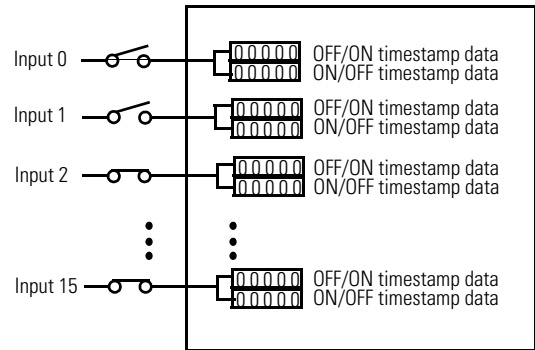 Input 0
00000 OFF/ON timestamp data
00000 ON/OFF timestamp data
Input 1
00000 OFF/ON timestamp data
00000 ON/OFF timestamp data
Input 2
00000 OFF/ON timestamp data
00000 ON/OFF timestamp data
Input 15
00000 OFF/ON timestamp data
00000 ON/OFF timestamp data